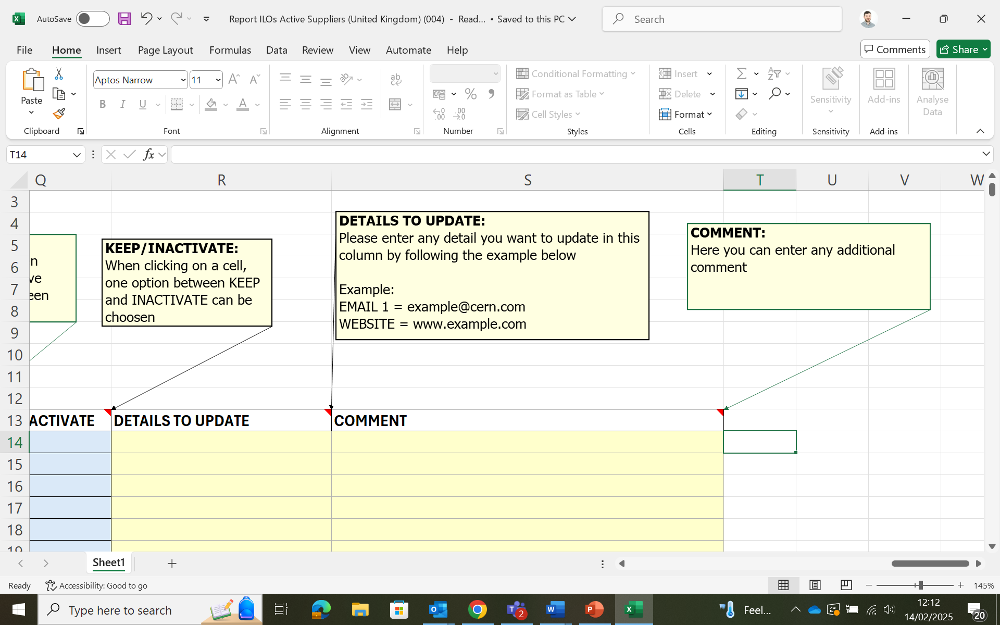 AutoSave
Report ILOs Active Suppliers (United Kingdom) (004) - Read... • Saved to this PC
Search
File Home Insert Page Layout Formulas Data Review View Automate Help
Comments Share
Paste
Clipboard
Aptos Narrow 11
B I U
Font
ab
Alignment
Number
Conditional Formatting
Format as Table
Cell Styles
Styles
Insert
Delete
Format
Cells
Editing
Sensitivity
Sensitivity
Add-ins
Add-ins
Analyse
Data
T14
fx
Q R S T U V W
3
4
5
6
7
8
9
10
11
12
13
14
15
16
17
18
19
n
ve
een
KEEP/INACTIVATE:
When clicking on a cell,
one option between KEEP
and INACTIVATE can be
choosen
DETAILS TO UPDATE:
Please enter any detail you want to update in this
column by following the example below
Example:
EMAIL 1 = example@cern.com
WEBSITE = www.example.com
COMMENT:
Here you can enter any additional
comment
ACTIVATE DETAILS TO UPDATE COMMENT
Sheet1
Ready
Accessibility: Good to go
145%
Type here to search
2
Feel...
12:12
14/02/2025
20